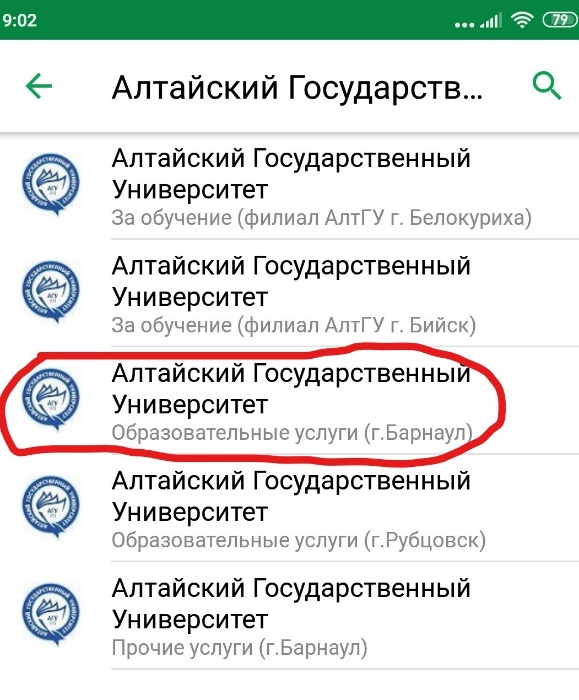 9:02
79
Алтайский Государств...
Алтайский Государственный
Университет
За обучение (филиал АлтГУ г. Белокуриха)
Алтайский Государственный
Университет
За обучение (филиал АлтГУ г. Бийск)
Алтайский Государственный
Университет
Образовательные услуги (г.Барнаул)
Алтайский Государственный
Университет
Образовательные услуги (г.Рубцовск)
Алтайский Государственный
Университет
Прочие услуги (г.Барнаул)